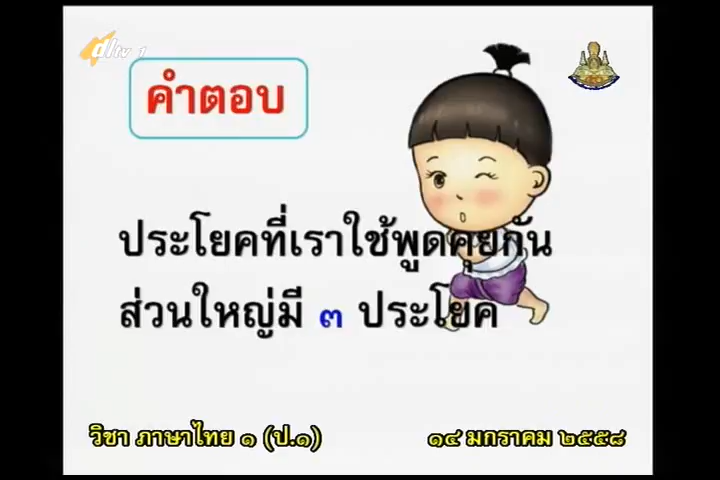 dltv 1
คำตอบ
ประโยคที่เราใช้พูดคุยกัน
ส่วนใหญ่มี ๓ ประโยค
วิชา ภาษาไทย ๑ (ป.๑)
๑๔ มกราคม ๒๕๕๘